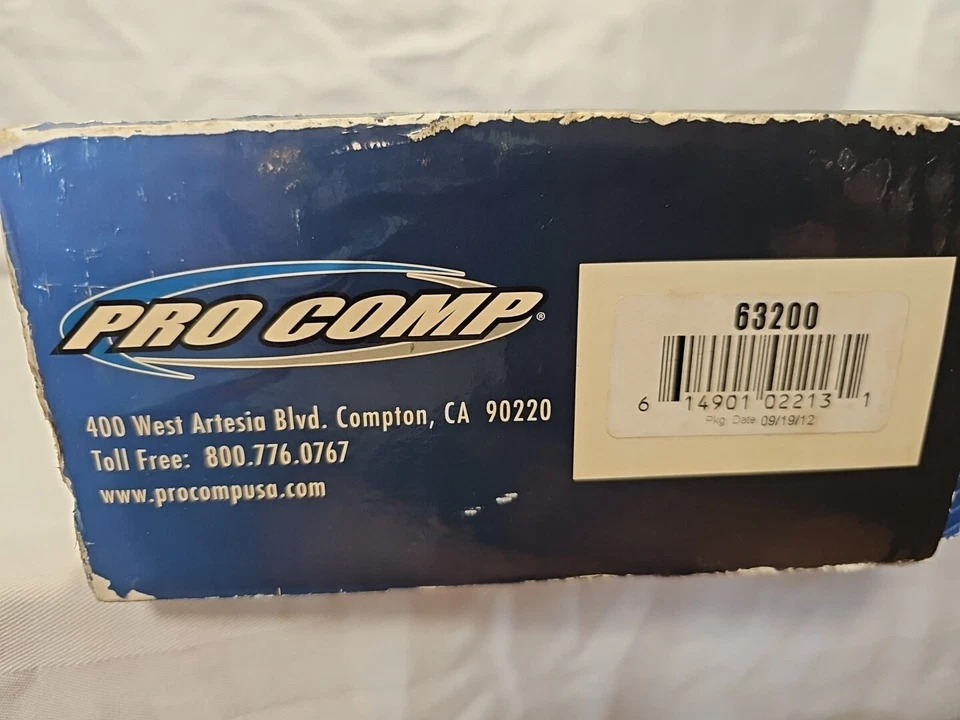 PRO COMP®
400 West Artesia Blvd. Compton, CA 90220
Toll Free: 800.776.0767
www.procompusa.com
63200
6 14901 02213 1
Pkg. Date 09/19/12